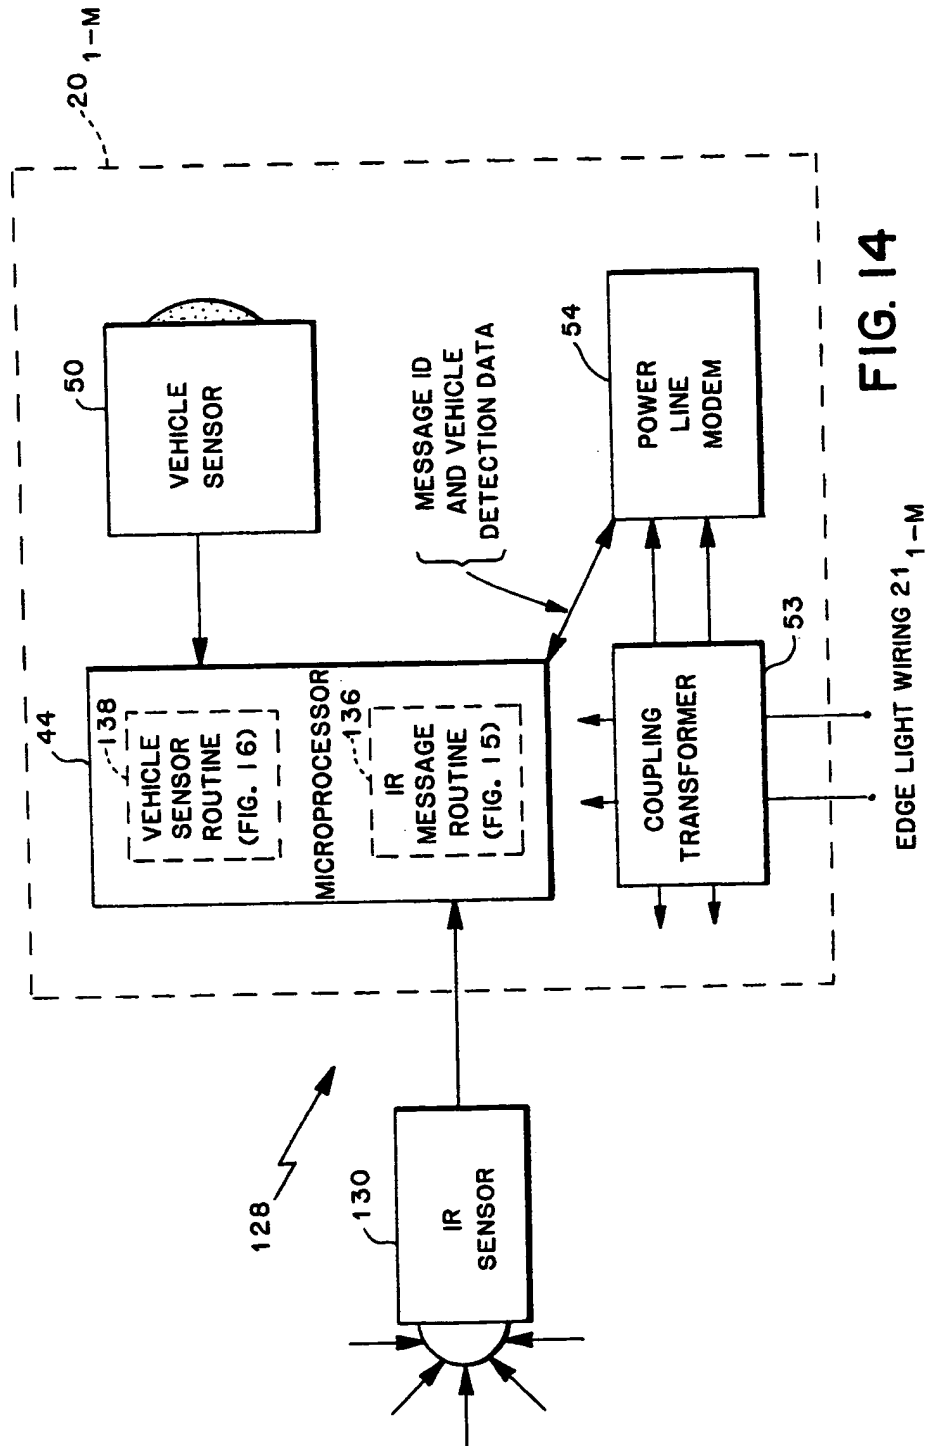 20 1-M
50
VEHICLE
SENSOR
44
138
VEHICLE
SENSOR
ROUTINE
(FIG. 16)
MICROPROCESSOR
136
IR
MESSAGE
ROUTINE
(FIG. 15)
MESSAGE ID
AND VEHICLE
DETECTION DATA
54
POWER
LINE
MODEM
COUPLING
TRANSFORMER
53
128
130
IR
SENSOR
EDGE LIGHT WIRING 21 1-M
FIG. 14